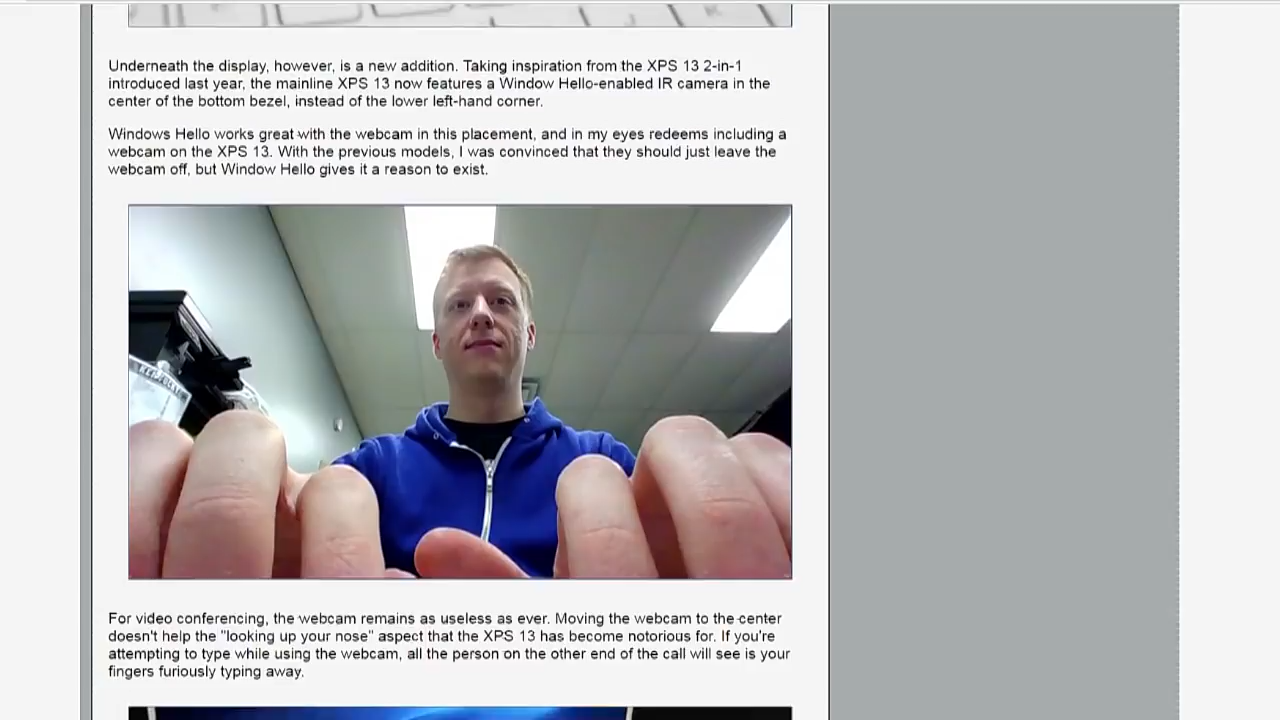 Underneath the display, however, is a new addition. Taking inspiration from the XPS 13 2-in-1
introduced last year, the mainline XPS 13 now features a Window Hello-enabled IR camera in the
center of the bottom bezel, instead of the lower left-hand corner.
Windows Hello works great with the webcam in this placement, and in my eyes redeems including a
webcam on the XPS 13. With the previous models, I was convinced that they should just leave the
webcam off, but Window Hello gives it a reason to exist.
For video conferencing, the webcam remains as useless as ever. Moving the webcam to the center
doesn't help the "looking up your nose" aspect that the XPS 13 has become notorious for. If you're
attempting to type while using the webcam, all the person on the other end of the call will see is your
fingers furiously typing away.